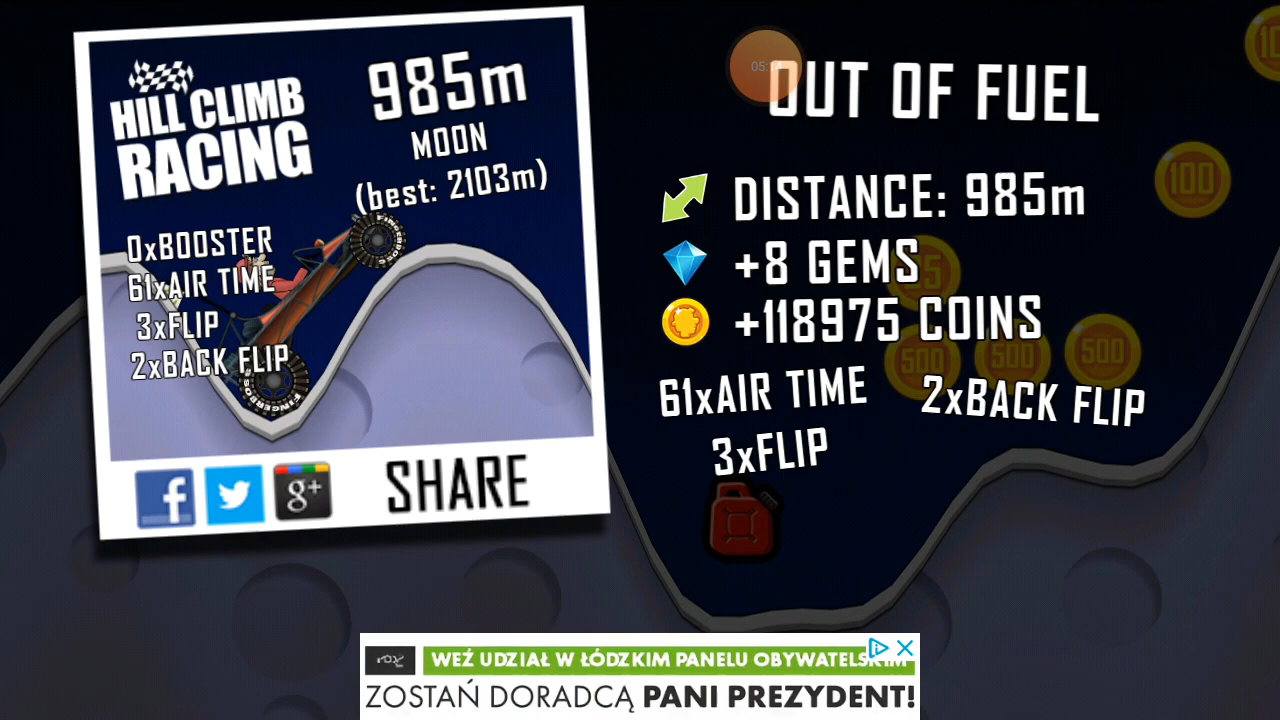 HILL CLIMB
RACING
985m
MOON
(best: 2103m)
0xBOOSTER
61xAIR TIME
3xFLIP
2xBACK FLIP
f
g+
SHARE
OUT OF FUEL
DISTANCE: 985m
+8 GEMS
+118975 COINS
61xAIR TIME
2xBACK FLIP
3xFLIP
100
500
500
500
WEŹ UDZIAŁ W ŁÓDZKIM PANELU OBYWATELSKIM
ZOSTAŃ DORADCĄ PANI PREZYDENT!